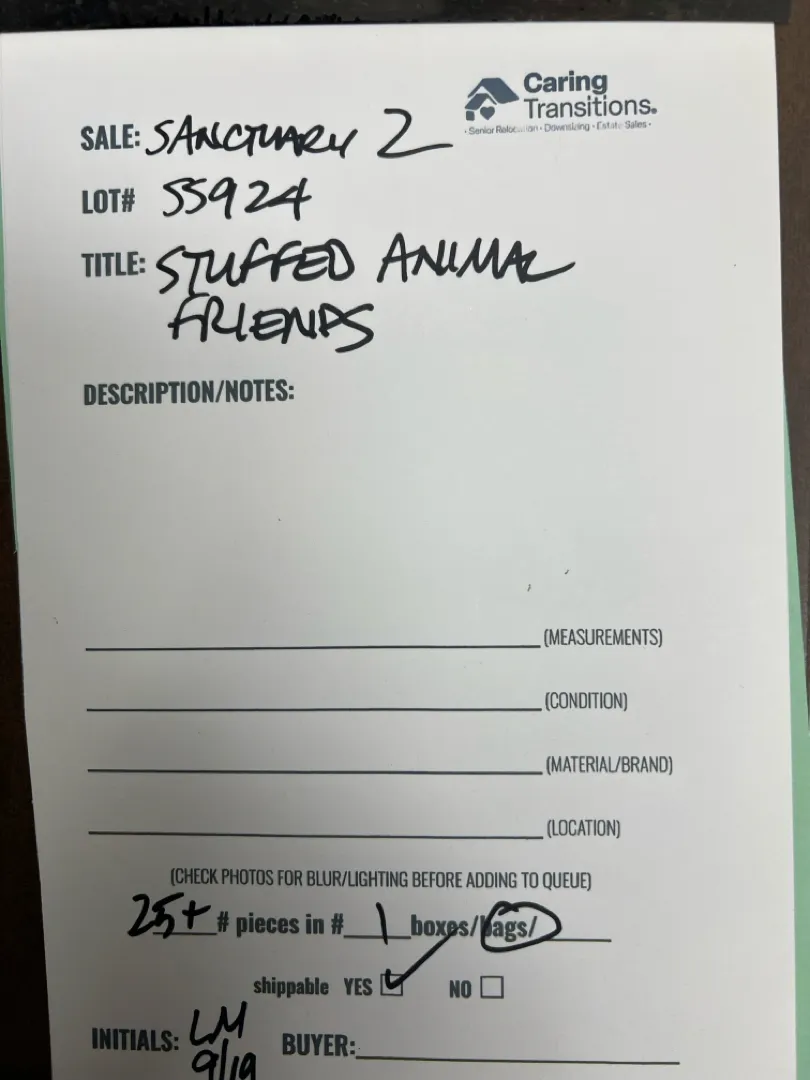 Caring
Transitions.
• Senior Relocation • Downsizing • Estate Sales •
SALE: SANCTUARY 2
LOT# 55924
TITLE: STUFFED ANIMAL
FRIENDS
DESCRIPTION/NOTES:
(MEASUREMENTS)
(CONDITION)
(MATERIAL/BRAND)
(LOCATION)
(CHECK PHOTOS FOR BLUR/LIGHTING BEFORE ADDING TO QUEUE)
25+ # pieces in # 1 boxes/bags/
shippable YES ☑ NO ☐
INITIALS: LM BUYER:
9/19